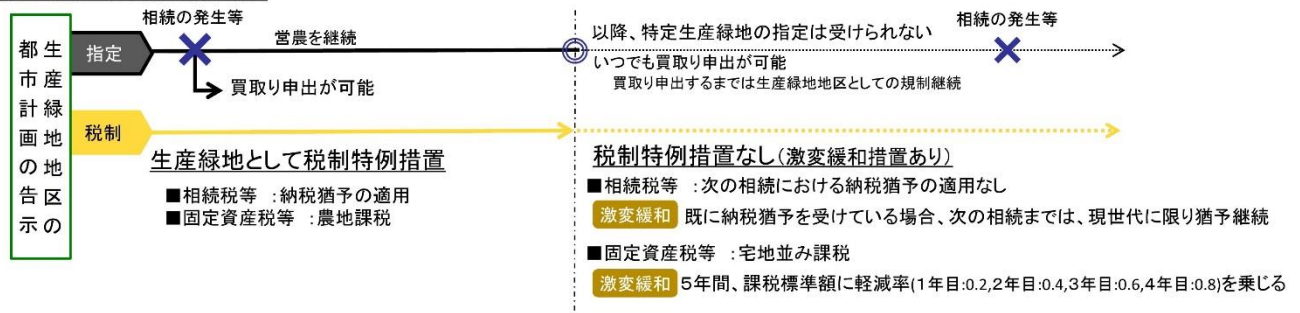 生産緑地地区の
都市計画の告示
指定
相続の発生等
営農を継続
買取り申出が可能
以降、特定生産緑地の指定は受けられない
いつでも買取り申出が可能
買取り申出するまでは生産緑地地区としての規制継続
相続の発生等
税制
生産緑地として税制特例措置
■相続税等 :納税猶予の適用
■固定資産税等 :農地課税
税制特例措置なし(激変緩和措置あり)
■相続税等 :次の相続における納税猶予の適用なし
激変緩和 既に納税猶予を受けている場合、次の相続までは、現世代に限り猶予継続
■固定資産税等 :宅地並み課税
激変緩和 5年間、課税標準額に軽減率(1年目:0.2,2年目:0.4,3年目:0.6,4年目:0.8)を乗じる